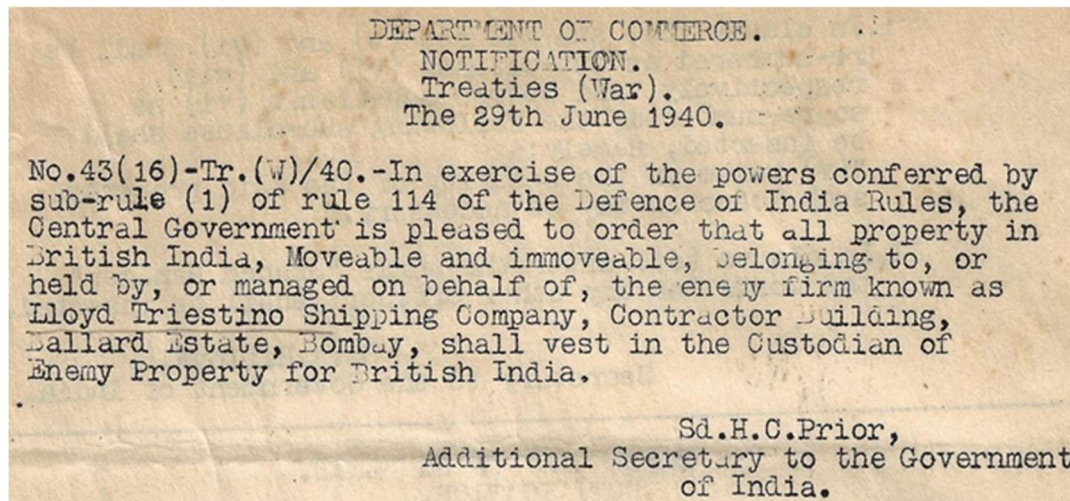 DEPARTMENT OF COMMERCE.
NOTIFICATION.
Treaties (War).
The 29th June 1940.
No.43(16)-Tr.(W)/40.-In exercise of the powers conferred by
sub-rule (1) of rule 114 of the Defence of India Rules, the
Central Government is pleased to order that all property in
British India, Moveable and immoveable, belonging to, or
held by, or managed on behalf of, the enemy firm known as
Lloyd Triestino Shipping Company, Contractor Building,
Ballard Estate, Bombay, shall vest in the Custodian of
Enemy Property for British India.
Sd.H.C.Prior,
Additional Secretary to the Government
of India.